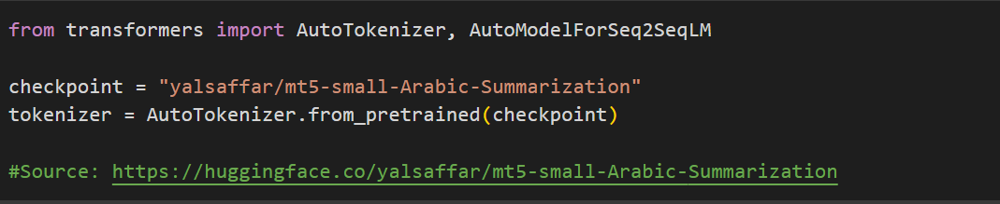 from transformers import AutoTokenizer, AutoModelForSeq2SeqLM
checkpoint = "yalsaffar/mt5-small-Arabic-Summarization"
tokenizer = AutoTokenizer.from_pretrained(checkpoint)
#Source: https://huggingface.co/yalsaffar/mt5-small-Arabic-Summarization